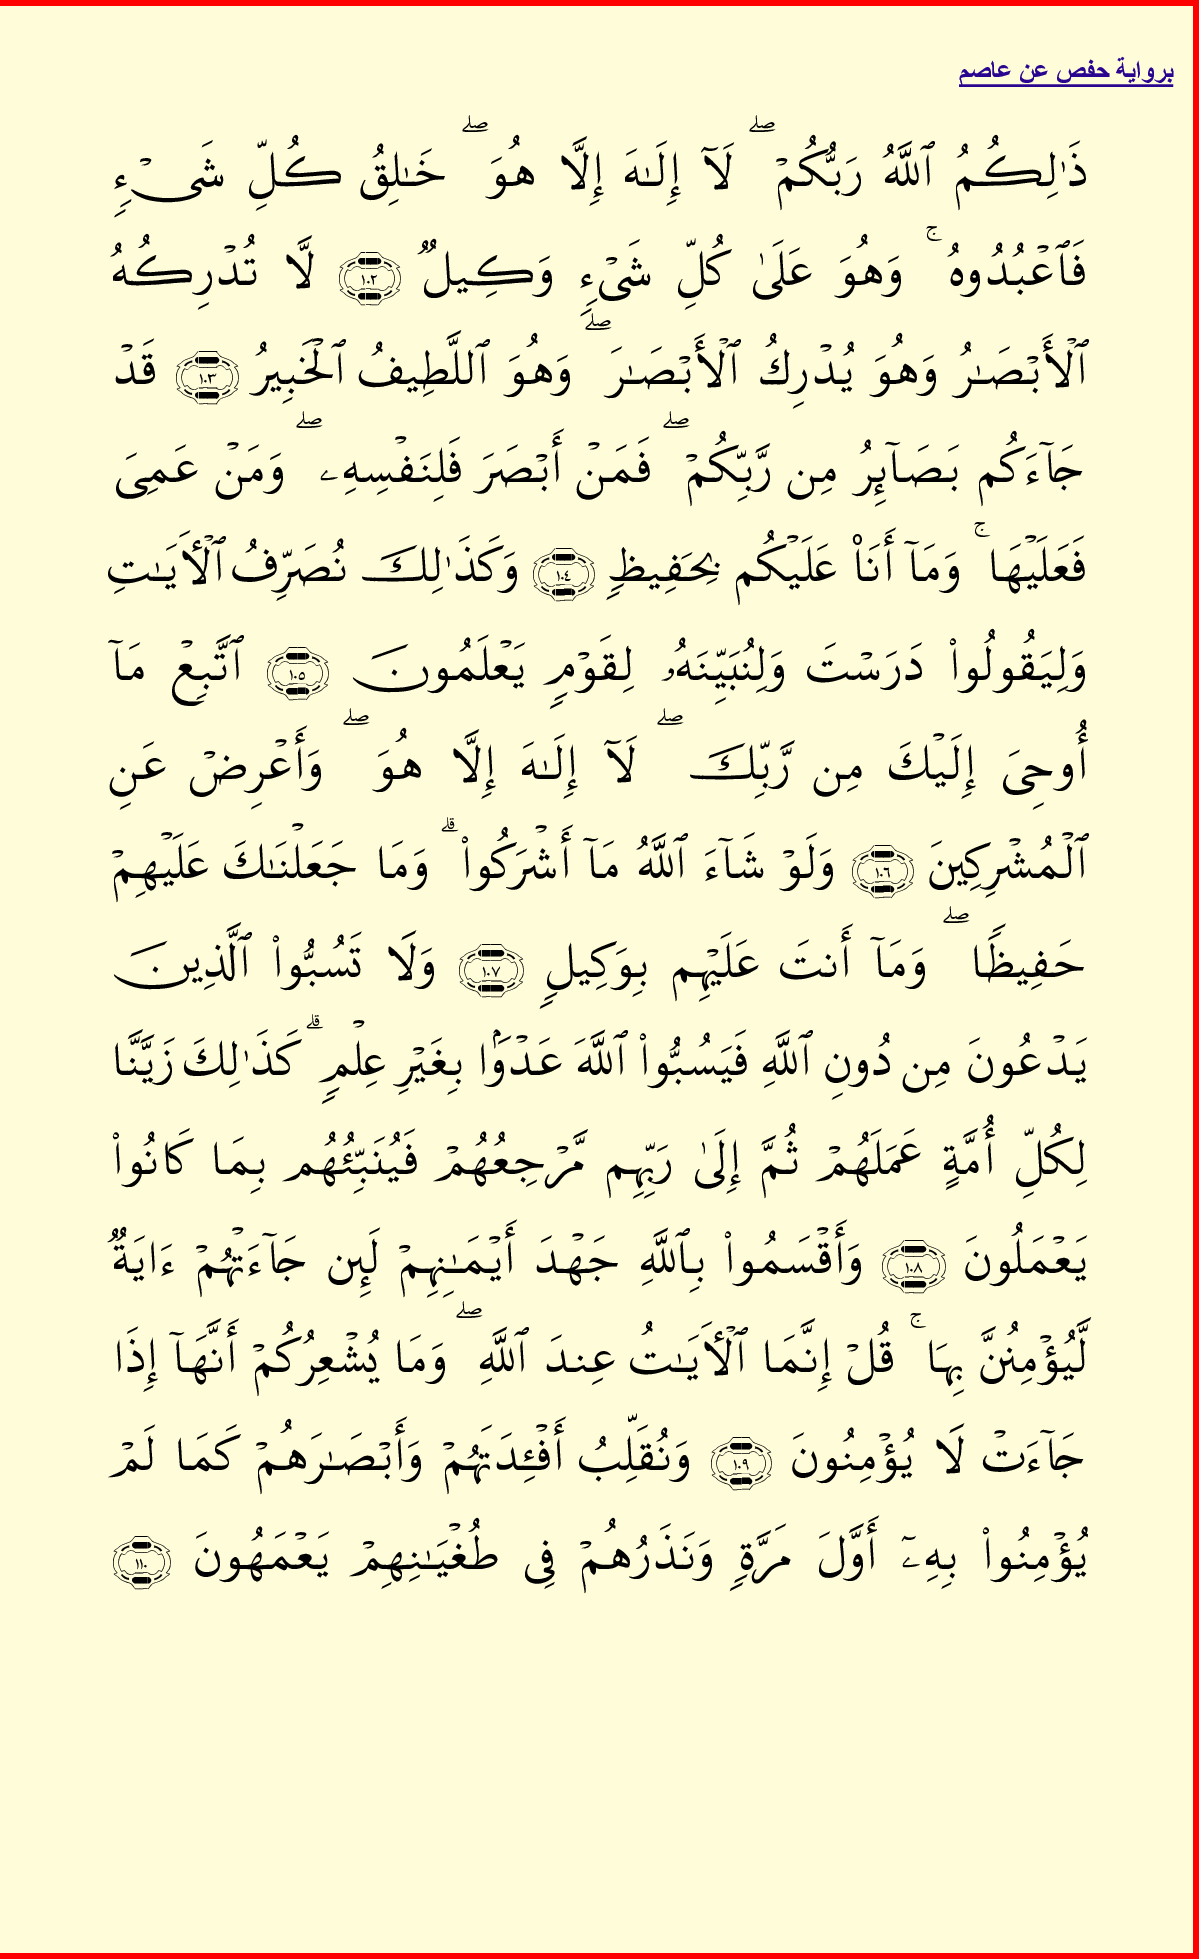 برواية حفص عن عاصم
ذَٰلِكُمُ ٱللَّهُ رَبُّكُمۡۖ لَآ إِلَٰهَ إِلَّا هُوَۖ خَٰلِقُ كُلِّ شَيۡءٖ
فَٱعۡبُدُوهُۚ وَهُوَ عَلَىٰ كُلِّ شَيۡءٖ وَكِيلٞ ١٠٢ لَّا تُدۡرِكُهُ
ٱلۡأَبۡصَٰرُ وَهُوَ يُدۡرِكُ ٱلۡأَبۡصَٰرَۖ وَهُوَ ٱللَّطِيفُ ٱلۡخَبِيرُ ١٠٣ قَدۡ
جَآءَكُم بَصَآئِرُ مِن رَّبِّكُمۡۖ فَمَنۡ أَبۡصَرَ فَلِنَفۡسِهِۦۖ وَمَنۡ عَمِيَ
فَعَلَيۡهَاۚ وَمَآ أَنَا۠ عَلَيۡكُم بِحَفِيظٖ ١٠٤ وَكَذَٰلِكَ نُصَرِّفُ ٱلۡأٓيَٰتِ
وَلِيَقُولُواْ دَرَسۡتَ وَلِنُبَيِّنَهُۥ لِقَوۡمٖ يَعۡلَمُونَ ١٠٥ ٱتَّبِعۡ مَآ
أُوحِيَ إِلَيۡكَ مِن رَّبِّكَۖ لَآ إِلَٰهَ إِلَّا هُوَۖ وَأَعۡرِضۡ عَنِ
ٱلۡمُشۡرِكِينَ ١٠٦ وَلَوۡ شَآءَ ٱللَّهُ مَآ أَشۡرَكُواْۗ وَمَا جَعَلۡنَٰكَ عَلَيۡهِمۡ
حَفِيظٗاۖ وَمَآ أَنتَ عَلَيۡهِم بِوَكِيلٖ ١٠٧ وَلَا تَسُبُّواْ ٱلَّذِينَ
يَدۡعُونَ مِن دُونِ ٱللَّهِ فَيَسُبُّواْ ٱللَّهَ عَدۡوَۢا بِغَيۡرِ عِلۡمٖۗ كَذَٰلِكَ زَيَّنَّا
لِكُلِّ أُمَّةٍ عَمَلَهُمۡ ثُمَّ إِلَىٰ رَبِّهِم مَّرۡجِعُهُمۡ فَيُنَبِّئُهُم بِمَا كَانُواْ
يَعۡمَلُونَ ١٠٨ وَأَقۡسَمُواْ بِٱللَّهِ جَهۡدَ أَيۡمَٰنِهِمۡ لَئِن جَآءَتۡهُمۡ ءَايَةٞ
لَّيُؤۡمِنُنَّ بِهَاۚ قُلۡ إِنَّمَا ٱلۡأٓيَٰتُ عِندَ ٱللَّهِۖ وَمَا يُشۡعِرُكُمۡ أَنَّهَآ إِذَا
جَآءَتۡ لَا يُؤۡمِنُونَ ١٠٩ وَنُقَلِّبُ أَفۡـِٔدَتَهُمۡ وَأَبۡصَٰرَهُمۡ كَمَا لَمۡ
يُؤۡمِنُواْ بِهِۦٓ أَوَّلَ مَرَّةٖ وَنَذَرُهُمۡ فِي طُغۡيَٰنِهِمۡ يَعۡمَهُونَ ١١٠